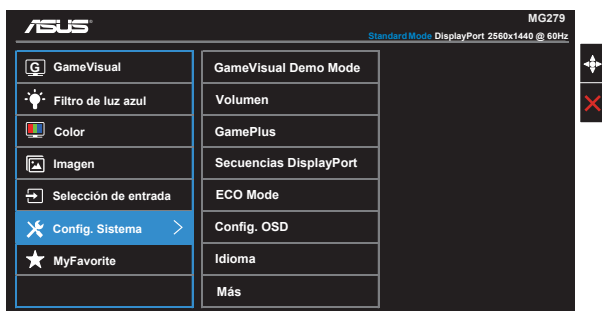 ASUS
MG279
Standard Mode DisplayPort 2560x1440 @ 60Hz
G GameVisual
Filtro de luz azul
Color
Imagen
Selección de entrada
Config. Sistema
MyFavorite
GameVisual Demo Mode
Volumen
GamePlus
Secuencias DisplayPort
ECO Mode
Config. OSD
Idioma
Más